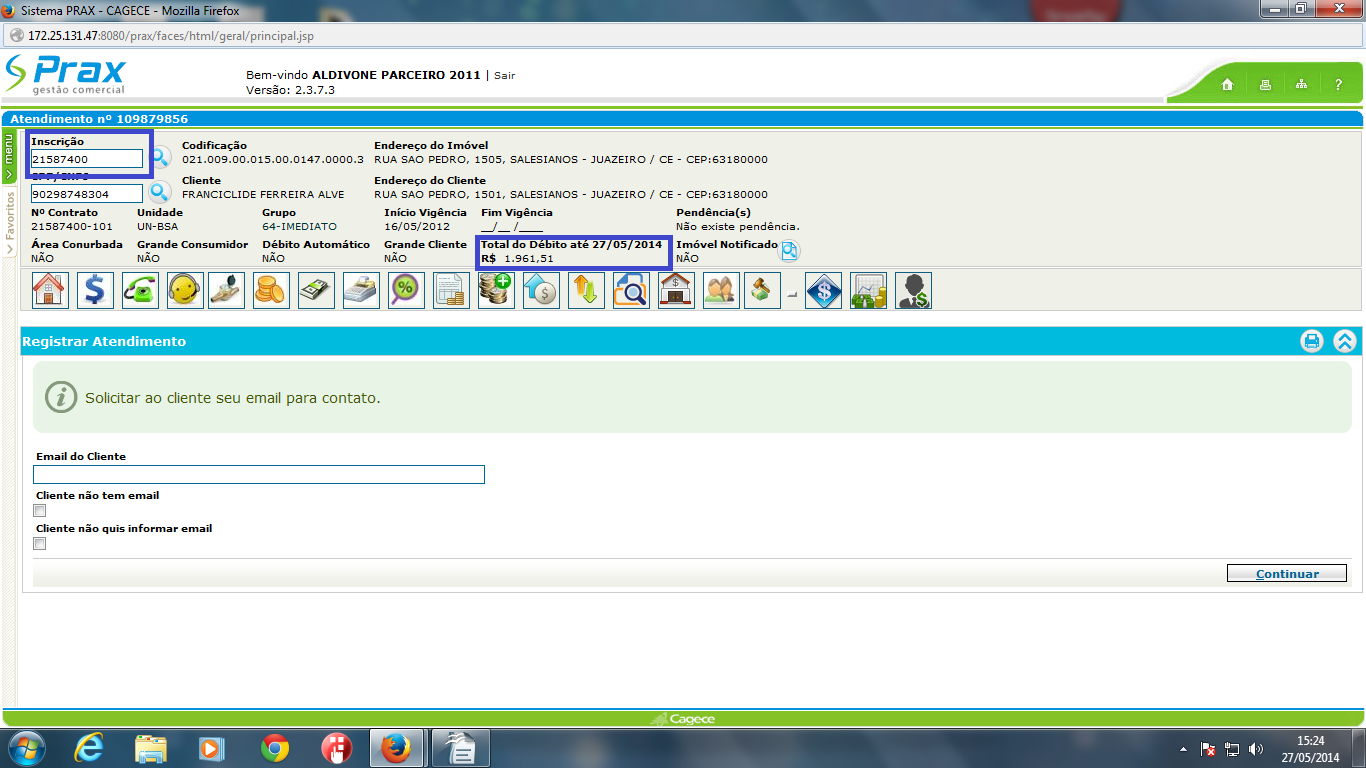 Sistema PRAX - CAGECE - Mozilla Firefox
172.25.131.47:8080/prax/faces/html/geral/principal.jsp
Prax
gestão comercial
Bem-vindo ALDIVONE PARCEIRO 2011 | Sair
Versão: 2.3.7.3
?
Atendimento nº 109879856
menu
Favoritos
Inscrição
21587400
Codificação
021.009.00.015.00.0147.0000.3
Endereço do Imóvel
RUA SAO PEDRO, 1505, SALESIANOS - JUAZEIRO / CE - CEP:63180000
CPF/CNPJ
90298748304
Cliente
FRANCICLIDE FERREIRA ALVE
Endereço do Cliente
RUA SAO PEDRO, 1501, SALESIANOS - JUAZEIRO / CE - CEP:63180000
Nº Contrato Unidade Grupo Início Vigência Fim Vigência Pendência(s)
21587400-101 UN-BSA 64-IMEDIATO 16/05/2012 __/__ /____ Não existe pendência.
Área Conurbada Grande Consumidor Débito Automático Grande Cliente Total do Débito até 27/05/2014 Imóvel Notificado
NÃO NÃO NÃO NÃO R$ 1.961,51 NÃO
Registrar Atendimento
Solicitar ao cliente seu email para contato.
Email do Cliente
Cliente não tem email
Cliente não quis informar email
Continuar
Cagece
15:24
27/05/2014